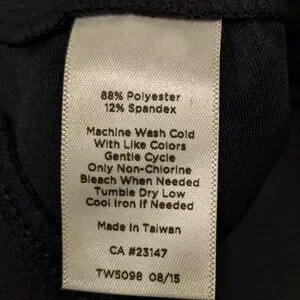 88% Polyester
12% Spandex
Machine Wash Cold
With Like Colors
Gentle Cycle
Only Non-Chlorine
Bleach When Needed
Tumble Dry Low
Cool Iron If Needed
Made In Taiwan
CA #23147
TW5098 08/15